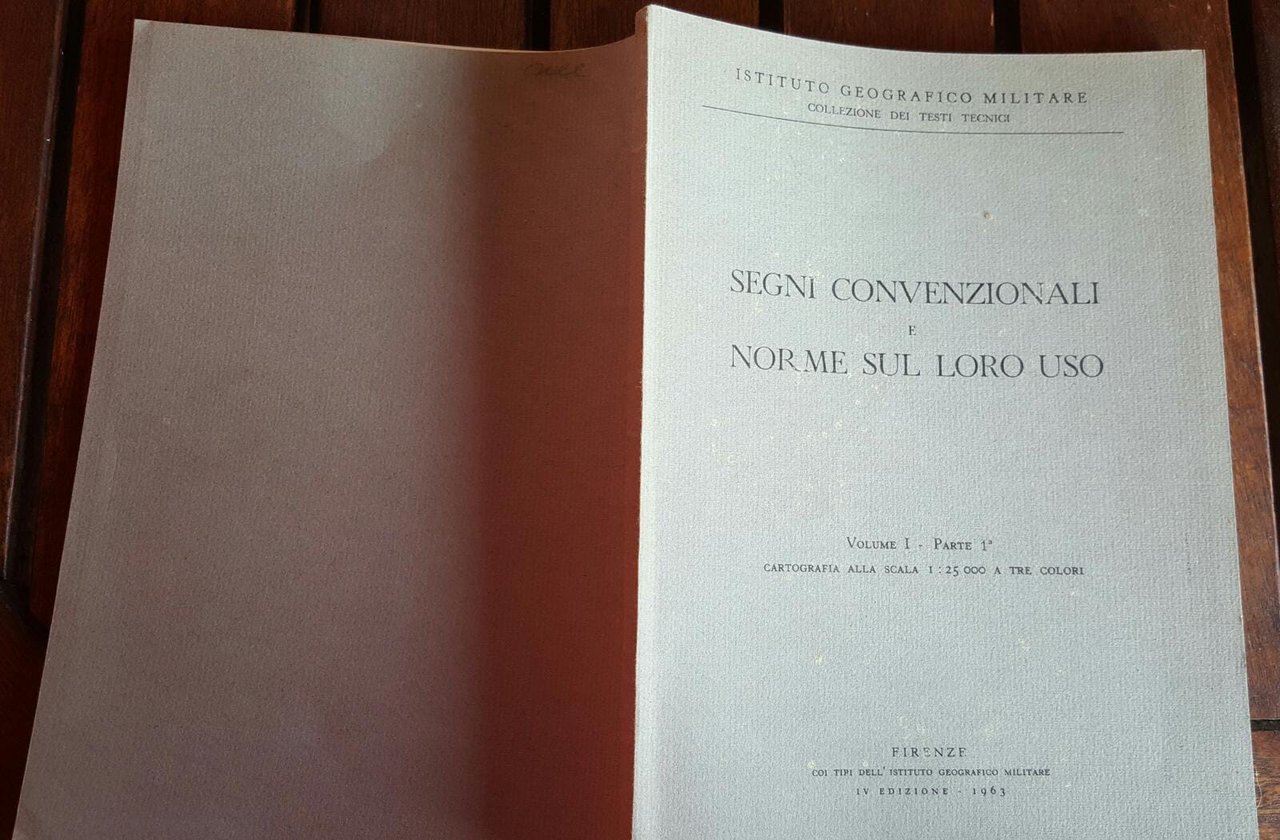 ISTITUTO GEOGRAFICO MILITARE
COLLEZIONE DEI TESTI TECNICI
SEGNI CONVENZIONALI
E
NORME SUL LORO USO
VOLUME I - PARTE 1ª
CARTOGRAFIA ALLA SCALA 1:25 000 A TRE COLORI
FIRENZE
COI TIPI DELL'ISTITUTO GEOGRAFICO MILITARE
IV EDIZIONE - 1963